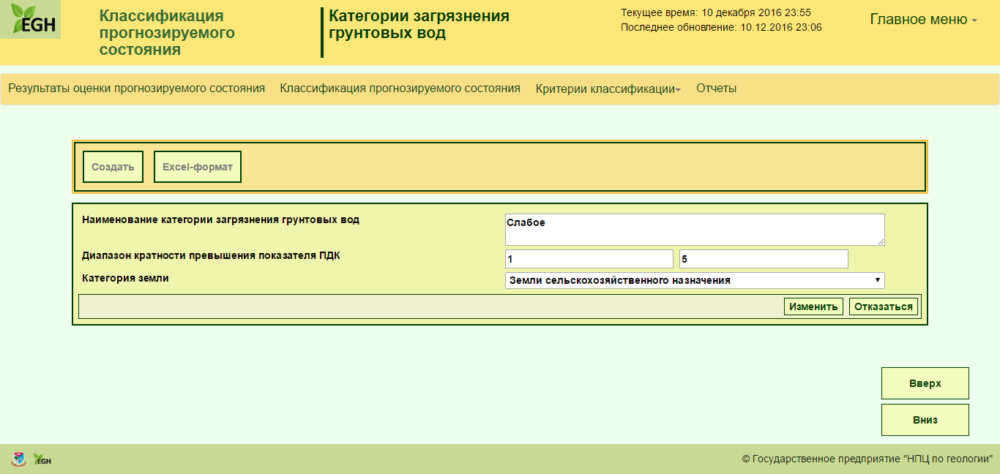 EGH
Классификация
прогнозируемого
состояния
Категории загрязнения
грунтовых вод
Текущее время: 10 декабря 2016 23:55
Последнее обновление: 10.12.2016 23:06
Главное меню
Результаты оценки прогнозируемого состояния Классификация прогнозируемого состояния Критерии классификации Отчеты
Создать Excel-формат
Наименование категории загрязнения грунтовых вод Слабое
Диапазон кратности превышения показателя ПДК 1 5
Категория земли Земли сельскохозяйственного назначения
Изменить Отказаться
Вверх
Вниз
EGH © Государственное предприятие "НПЦ по геологии"